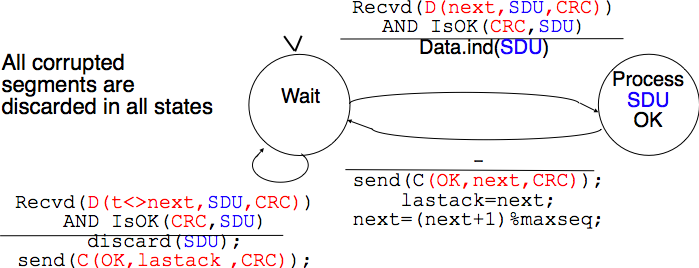 Recvd(D(next,SDU,CRC))
AND IsOK(CRC,SDU)
Data.ind(SDU)
All corrupted
segments are
discarded in all states
Wait
Process
SDU
OK
–
send(C(OK,next,CRC));
lastack=next;
next=(next+1)%maxseq;
Recvd(D(t<>next,SDU,CRC))
AND IsOK(CRC,SDU)
discard(SDU);
send(C(OK,lastack ,CRC));